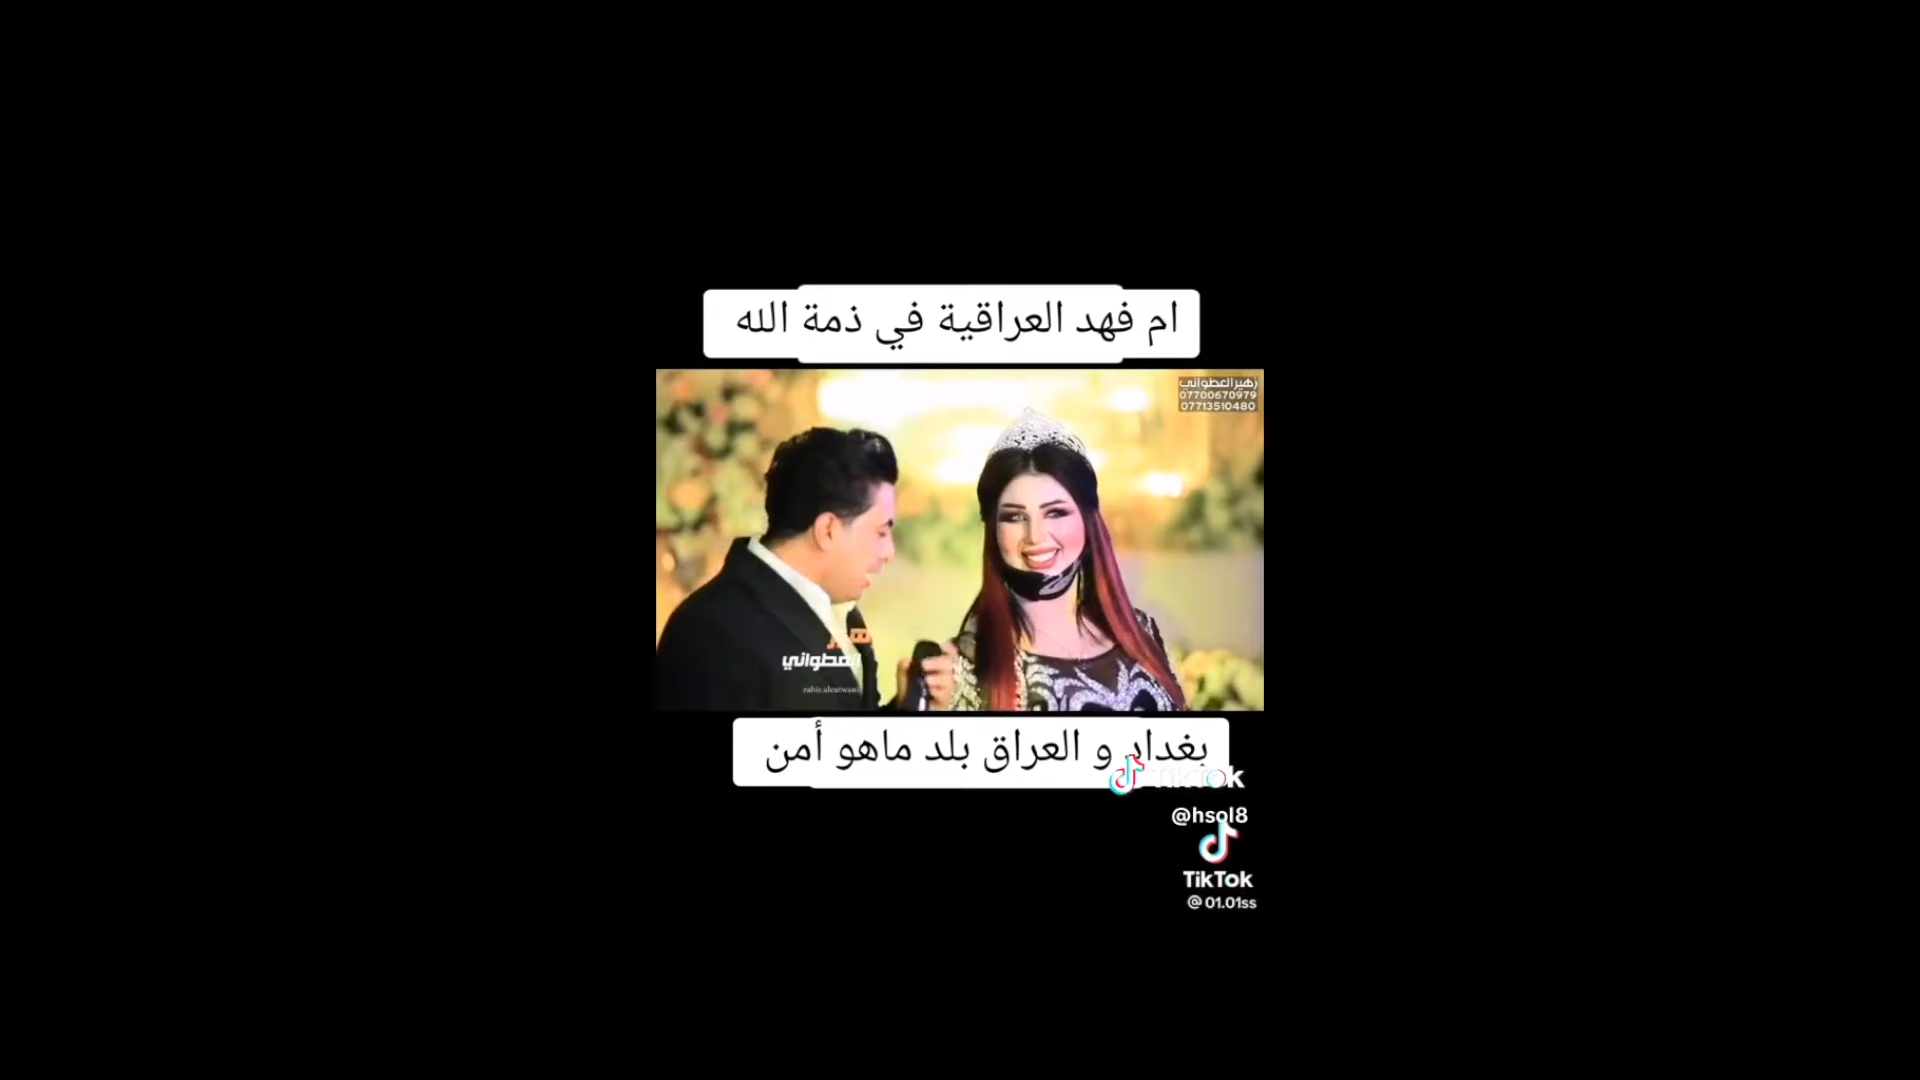 ام فهد العراقية في ذمة الله
زهير العطواني
07700670979
07713510480
العطواني
بغداد و العراق بلد ماهو أمن
TikTok
@hsol8
TikTok
@01.01ss